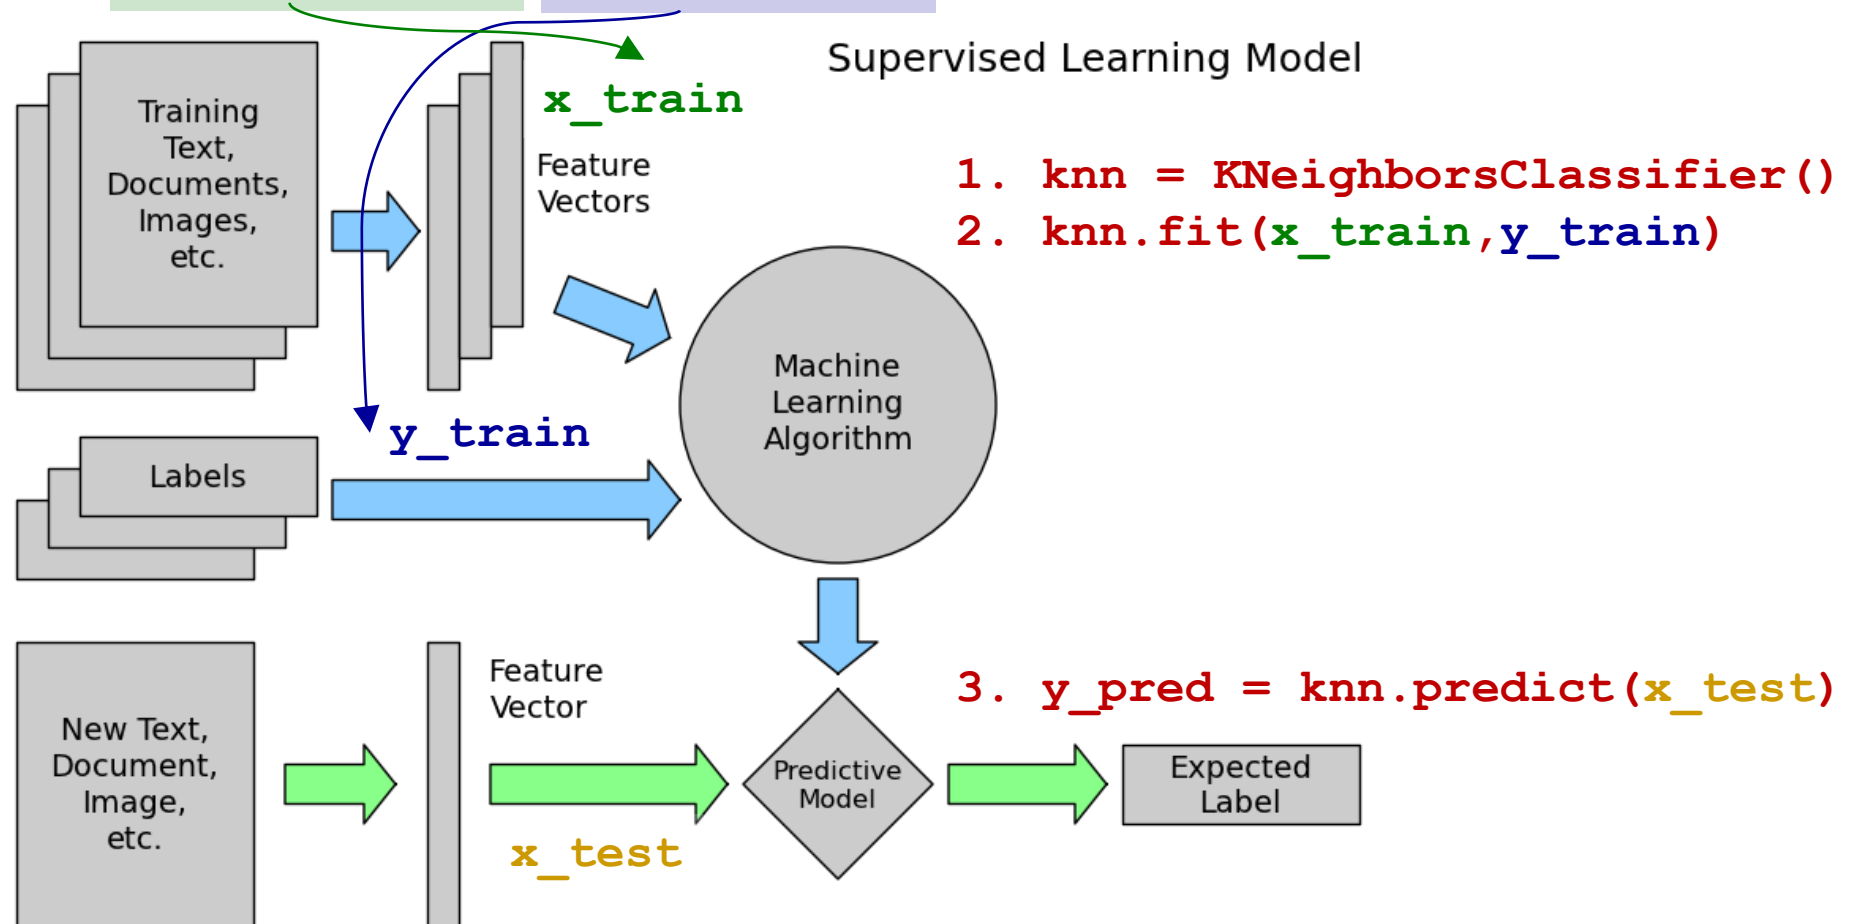 Supervised Learning Model
Training
Text,
Documents,
Images,
etc.
x_train
Feature
Vectors
1. knn = KNeighborsClassifier()
2. knn.fit(x_train,y_train)
Machine
Learning
Algorithm
y_train
Labels
Feature
Vector
3. y_pred = knn.predict(x_test)
New Text,
Document,
Image,
etc.
Predictive
Model
Expected
Label
x_test